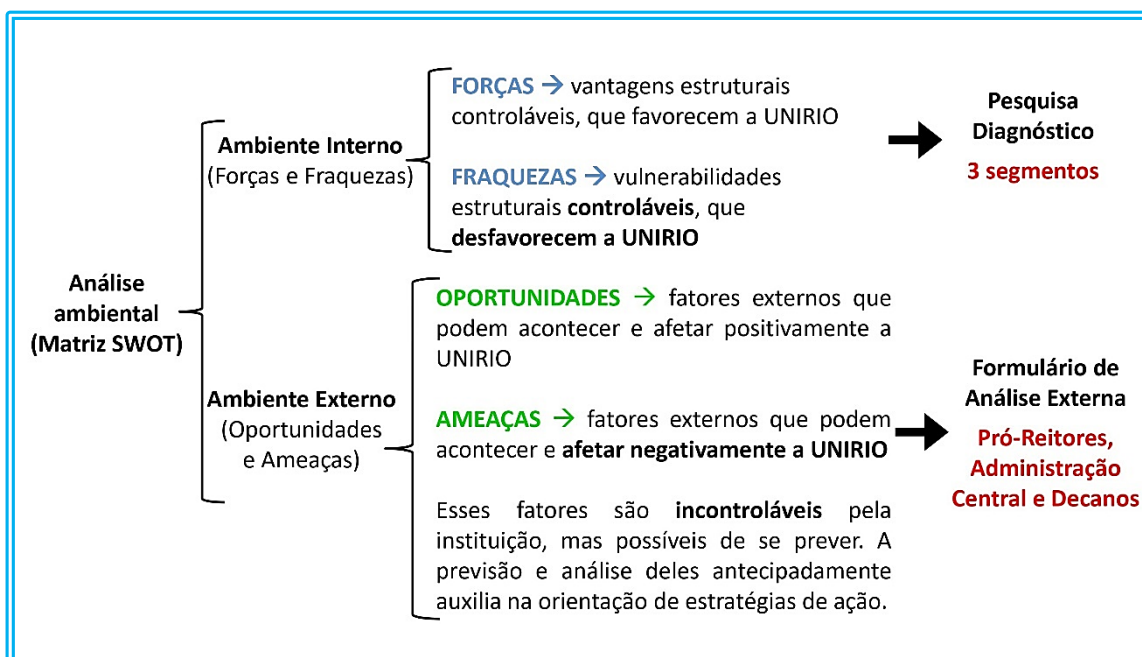 Análise
ambiental
(Matriz SWOT)
Ambiente Interno
(Forças e Fraquezas)
FORÇAS → vantagens estruturais
controláveis, que favorecem a UNIRIO
FRAQUEZAS → vulnerabilidades
estruturais controláveis, que
desfavorecem a UNIRIO
Pesquisa
Diagnóstico
3 segmentos
Ambiente Externo
(Oportunidades
e Ameaças)
OPORTUNIDADES → fatores externos que
podem acontecer e afetar positivamente a
UNIRIO
AMEAÇAS → fatores externos que podem
acontecer e afetar negativamente a UNIRIO
Esses fatores são incontroláveis pela
instituição, mas possíveis de se prever. A
previsão e análise deles antecipadamente
auxilia na orientação de estratégias de ação.
Formulário de
Análise Externa
Pró-Reitores,
Administração
Central e Decanos